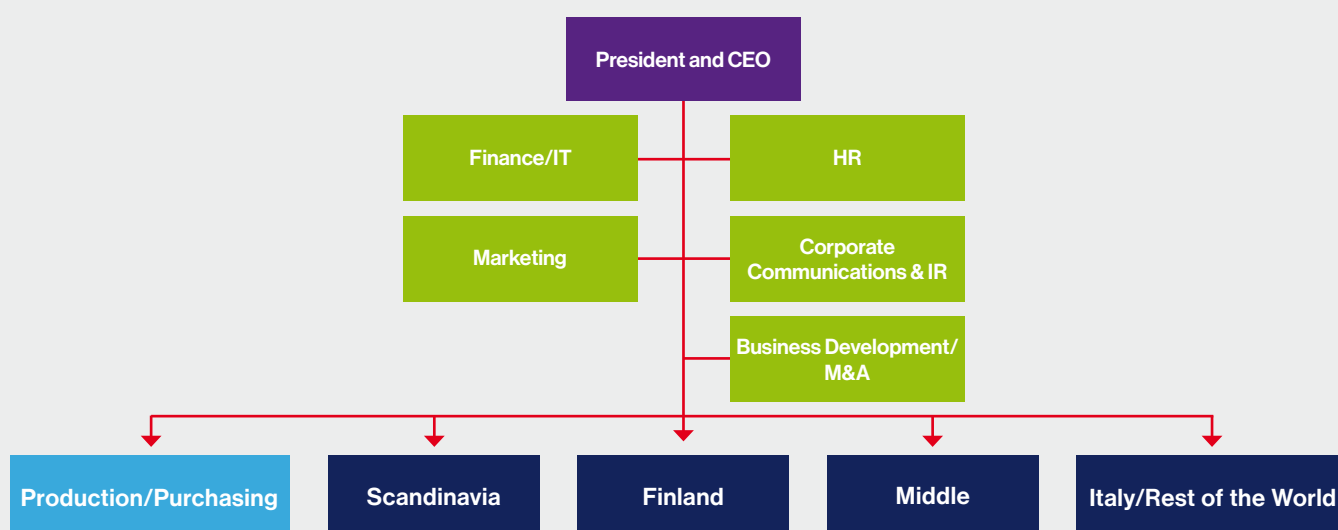 President and CEO
Finance/IT
HR
Marketing
Corporate
Communications & IR
Business Development/
M&A
Production/Purchasing
Scandinavia
Finland
Middle
Italy/Rest of the World